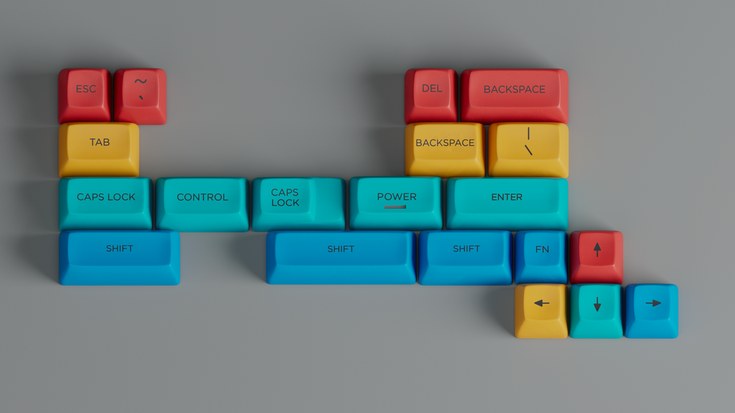 ESC
~
`
DEL
BACKSPACE
TAB
BACKSPACE
|
\
CAPS LOCK
CONTROL
CAPS
LOCK
POWER
ENTER
SHIFT
SHIFT
SHIFT
FN
↑
←
↓
→